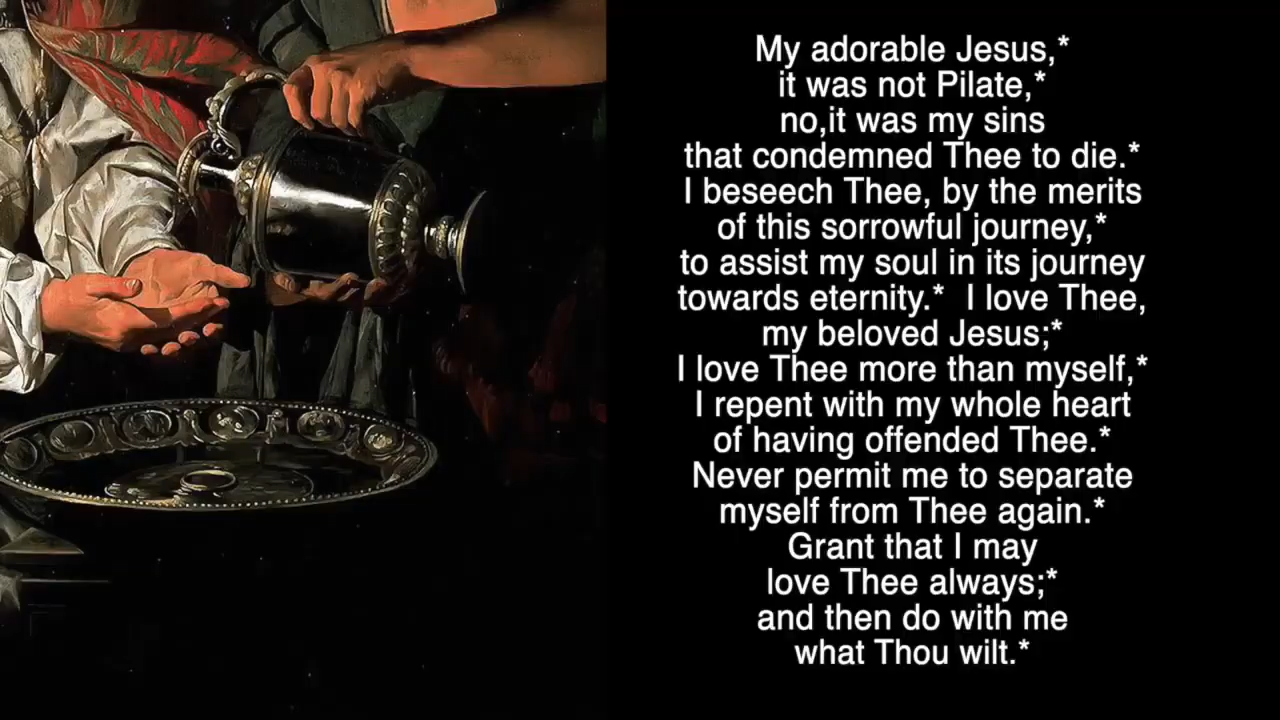 My adorable Jesus,*
it was not Pilate,*
no,it was my sins
that condemned Thee to die.*
I beseech Thee, by the merits
of this sorrowful journey,*
to assist my soul in its journey
towards eternity.*  I love Thee,
my beloved Jesus;*
I love Thee more than myself,*
I repent with my whole heart
of having offended Thee.*
Never permit me to separate
myself from Thee again.*
Grant that I may
love Thee always;*
and then do with me
what Thou wilt.*